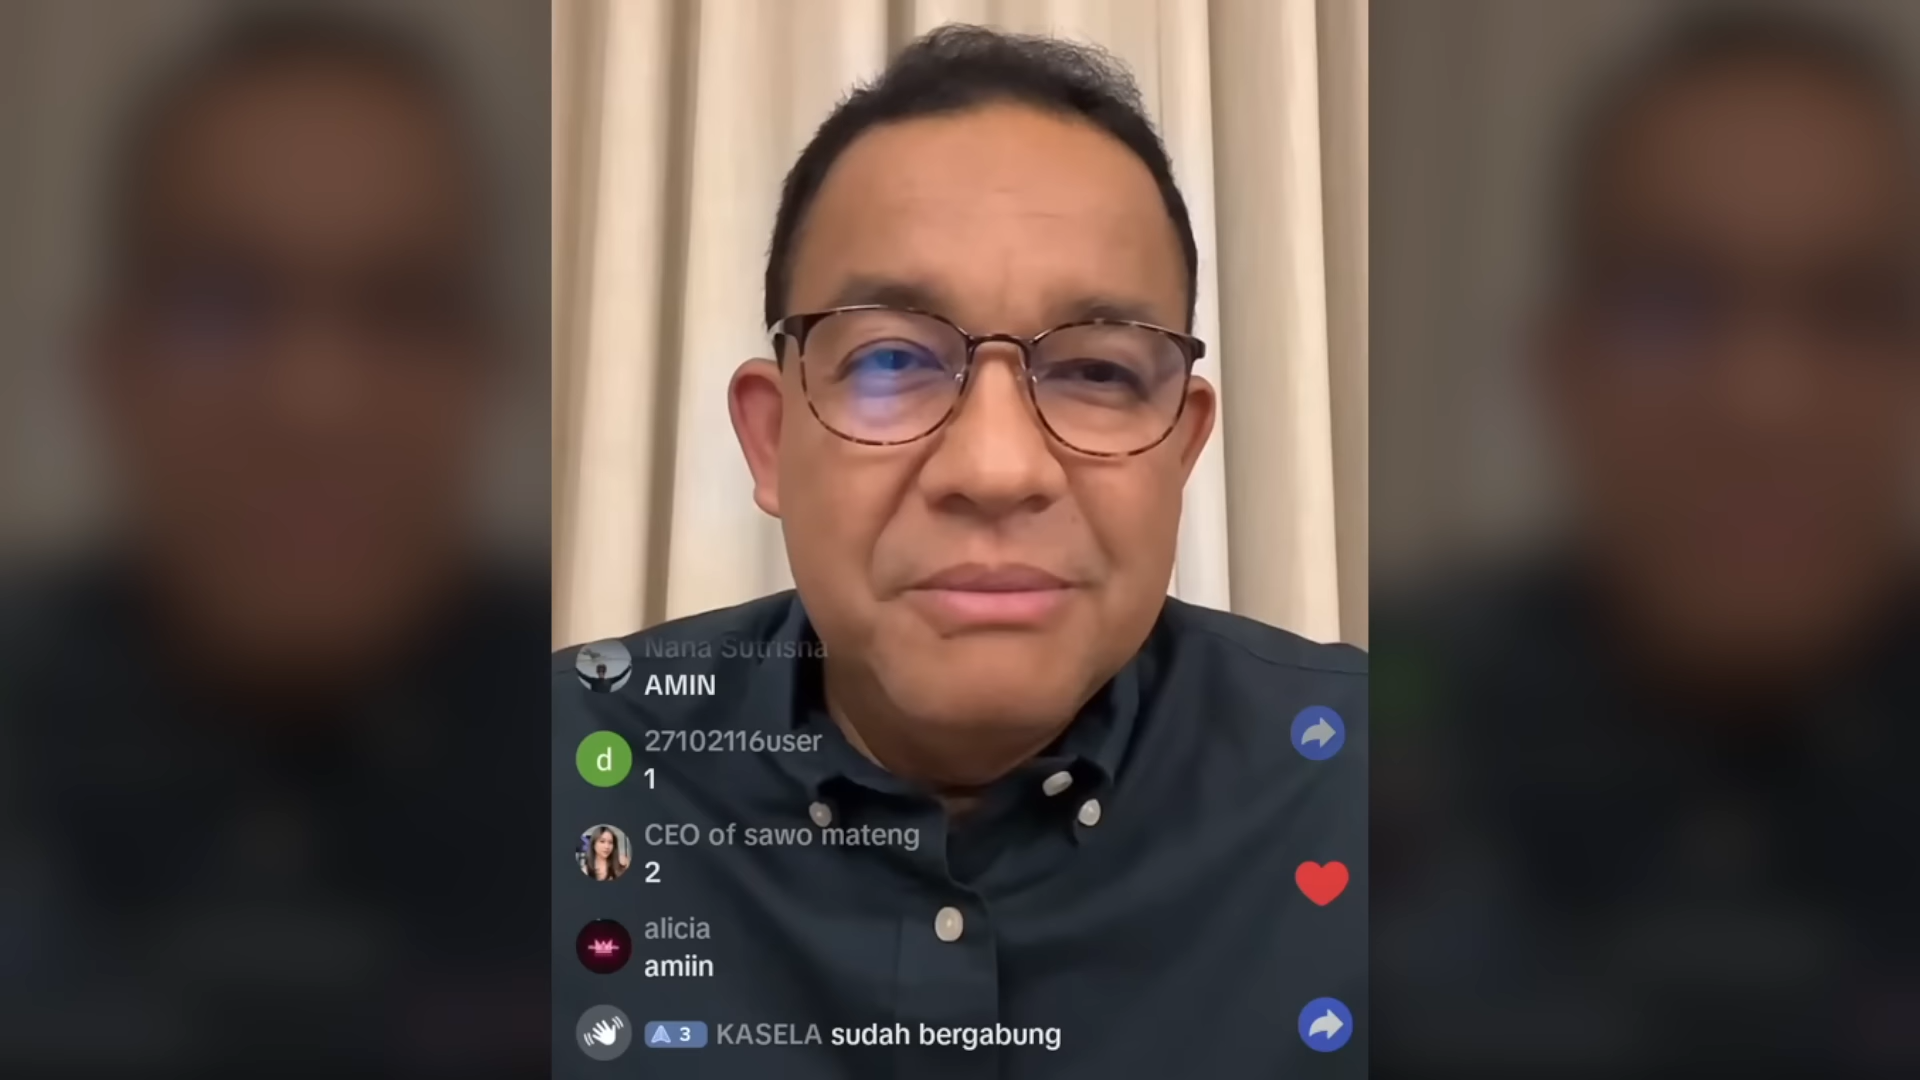 Nana Sutrisna
AMIN
d
27102116user
1
CEO of sawo mateng
2
alicia
amiin
3 KASELA sudah bergabung